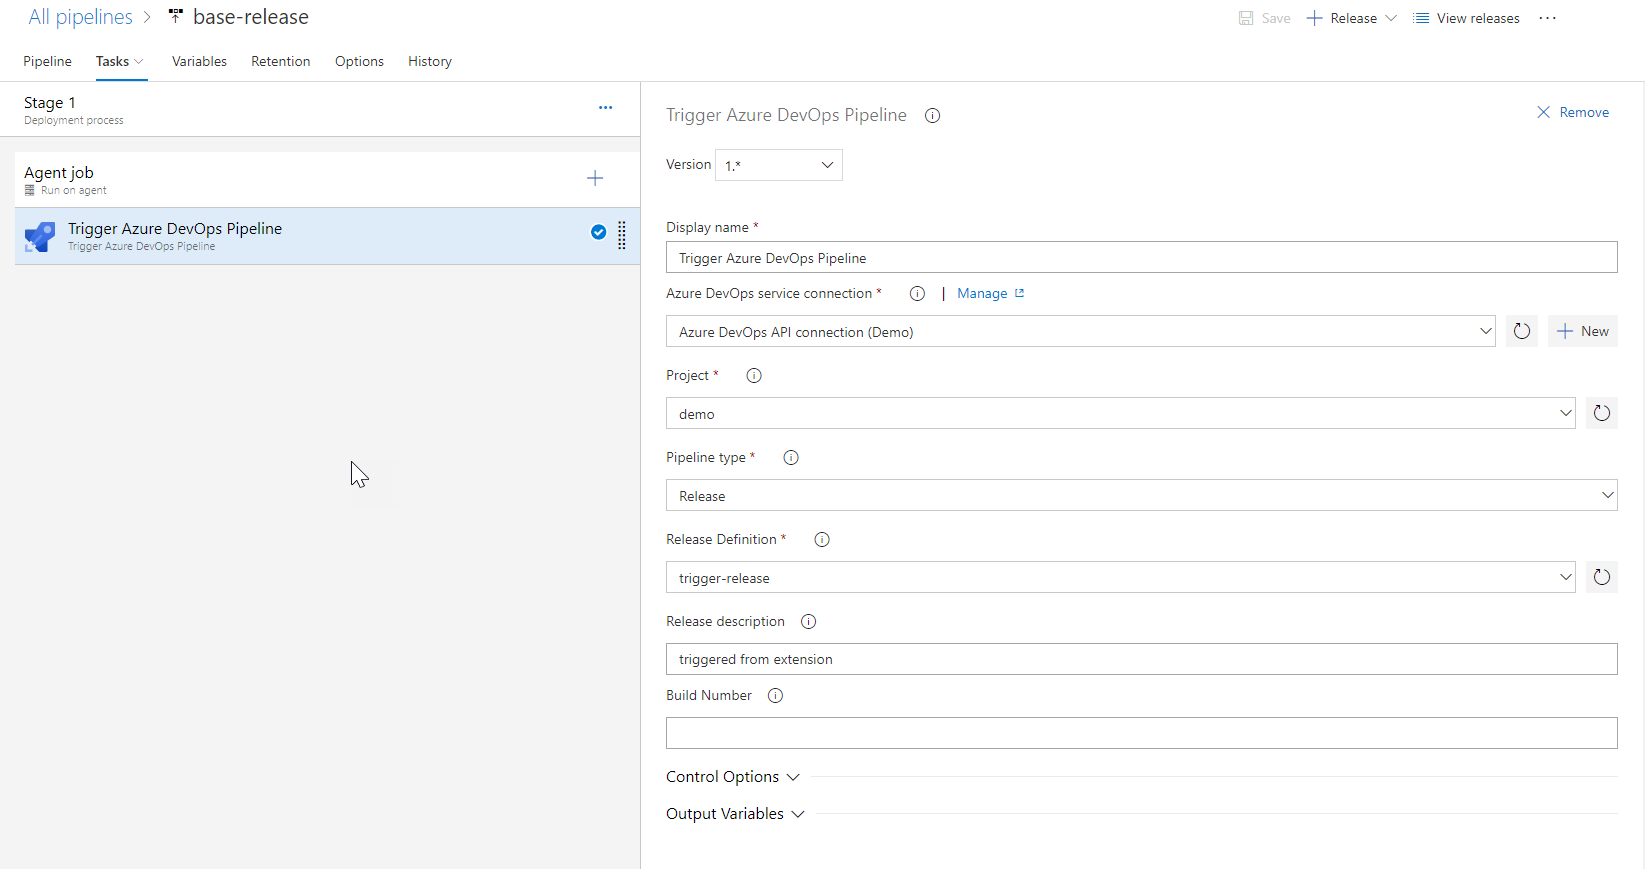 All pipelines > base-release
Save + Release View releases ...
Pipeline Tasks Variables Retention Options History
Stage 1
Deployment process
...
Agent job
Run on agent
+
Trigger Azure DevOps Pipeline
Trigger Azure DevOps Pipeline
Trigger Azure DevOps Pipeline
Remove
Version 1.*
Display name *
Trigger Azure DevOps Pipeline
Azure DevOps service connection * | Manage
Azure DevOps API connection (Demo)
+ New
Project *
demo
Pipeline type *
Release
Release Definition *
trigger-release
Release description
triggered from extension
Build Number
Control Options
Output Variables